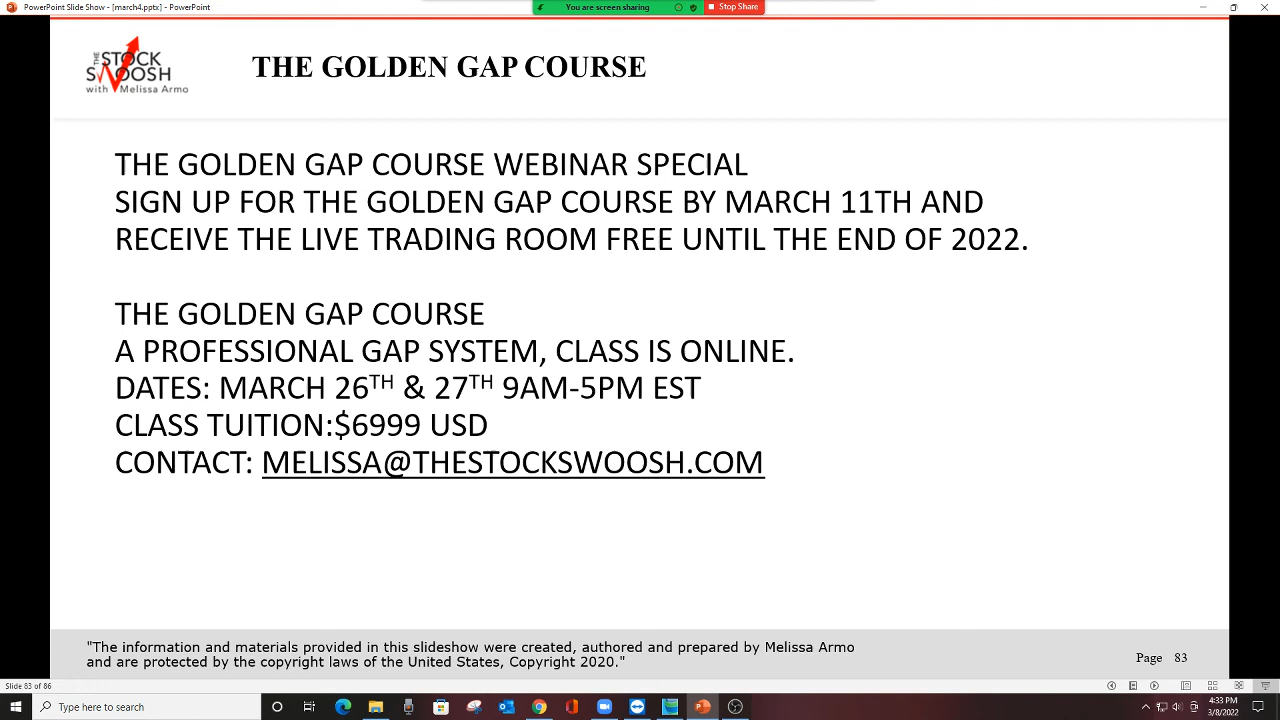 PowerPoint Slide Show - [march4.pptx] - PowerPoint
You are screen sharing
Stop Share
THE
STOCK
SWOOSH
with Melissa Armo
THE GOLDEN GAP COURSE
THE GOLDEN GAP COURSE WEBINAR SPECIAL
SIGN UP FOR THE GOLDEN GAP COURSE BY MARCH 11TH AND
RECEIVE THE LIVE TRADING ROOM FREE UNTIL THE END OF 2022.
THE GOLDEN GAP COURSE
A PROFESSIONAL GAP SYSTEM, CLASS IS ONLINE.
DATES: MARCH 26TH & 27TH 9AM-5PM EST
CLASS TUITION:$6999 USD
CONTACT: MELISSA@THESTOCKSWOOSH.COM
"The information and materials provided in this slideshow were created, authored and prepared by Melissa Armo
and are protected by the copyright laws of the United States, Copyright 2020."
Page 83
Slide 83 of 86
Type here to search
4:33 PM
3/8/2022